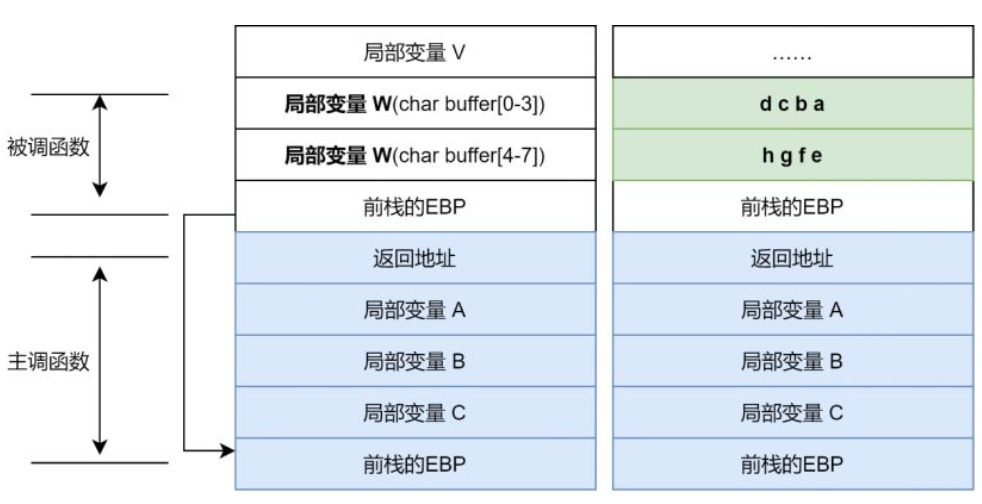 局部变量 V
局部变量 W(char buffer[0-3])
局部变量 W(char buffer[4-7])
前栈的EBP
返回地址
局部变量 A
局部变量 B
局部变量 C
前栈的EBP
……
d c b a
h g f e
前栈的EBP
返回地址
局部变量 A
局部变量 B
局部变量 C
前栈的EBP
被调函数
主调函数